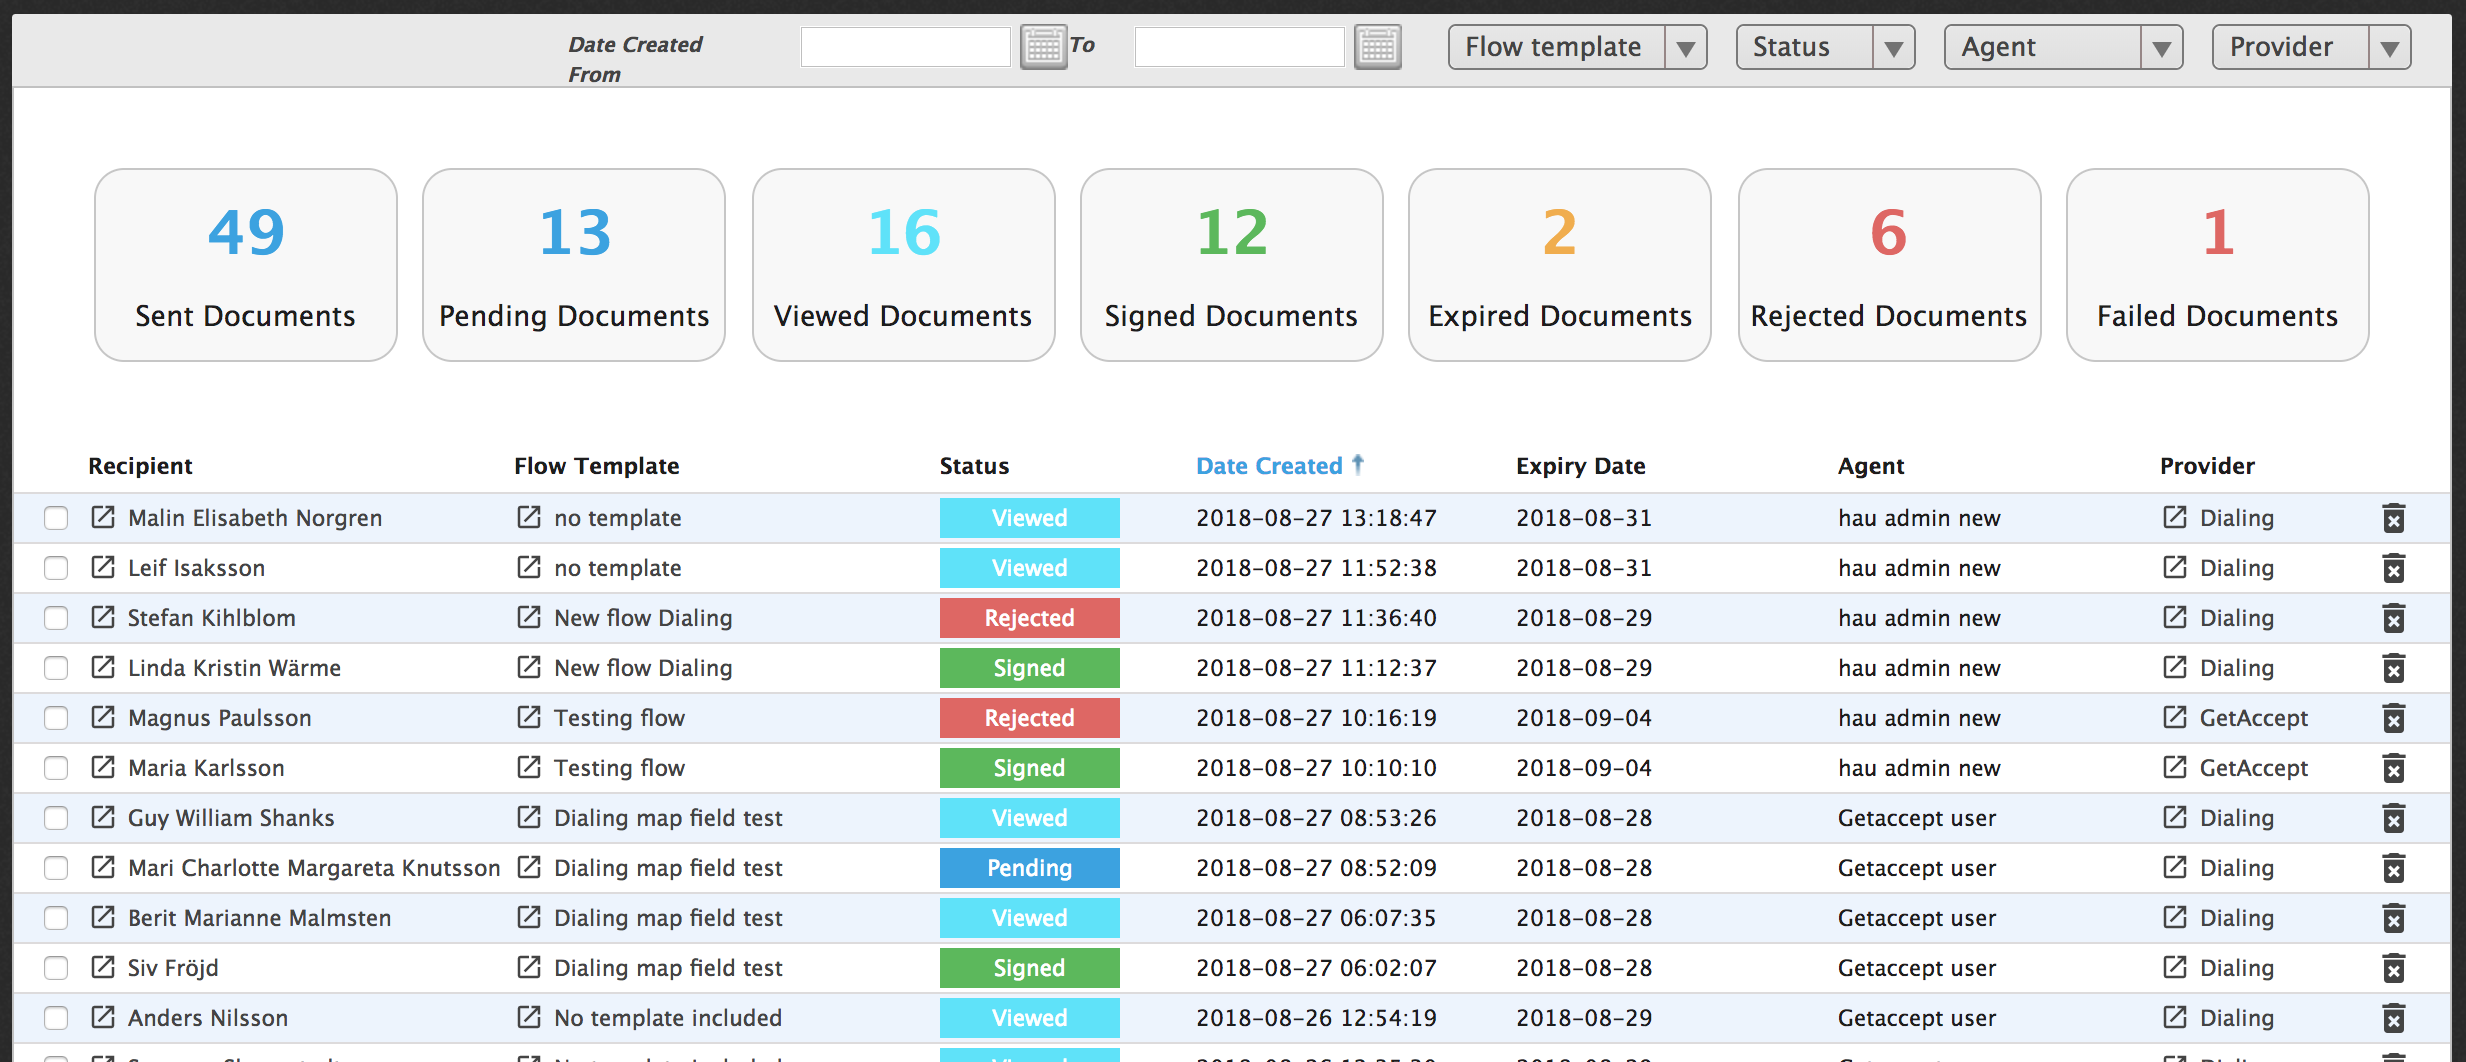 Date Created From To Flow template Status Agent Provider
49 13 16 12 2 6 1
Sent Documents Pending Documents Viewed Documents Signed Documents Expired Documents Rejected Documents Failed Documents
Recipient Flow Template Status Date Created Expiry Date Agent Provider
Malin Elisabeth Norgren no template Viewed 2018-08-27 13:18:47 2018-08-31 hau admin new Dialing
Leif Isaksson no template Viewed 2018-08-27 11:52:38 2018-08-31 hau admin new Dialing
Stefan Kihlblom New flow Dialing Rejected 2018-08-27 11:36:40 2018-08-29 hau admin new Dialing
Linda Kristin Wärme New flow Dialing Signed 2018-08-27 11:12:37 2018-08-29 hau admin new Dialing
Magnus Paulsson Testing flow Rejected 2018-08-27 10:16:19 2018-09-04 hau admin new GetAccept
Maria Karlsson Testing flow Signed 2018-08-27 10:10:10 2018-09-04 hau admin new GetAccept
Guy William Shanks Dialing map field test Viewed 2018-08-27 08:53:26 2018-08-28 Getaccept user Dialing
Mari Charlotte Margareta Knutsson Dialing map field test Pending 2018-08-27 08:52:09 2018-08-28 Getaccept user Dialing
Berit Marianne Malmsten Dialing map field test Viewed 2018-08-27 06:07:35 2018-08-28 Getaccept user Dialing
Siv Fröjd Dialing map field test Signed 2018-08-27 06:02:07 2018-08-28 Getaccept user Dialing
Anders Nilsson No template included Viewed 2018-08-26 12:54:19 2018-08-29 Getaccept user Dialing